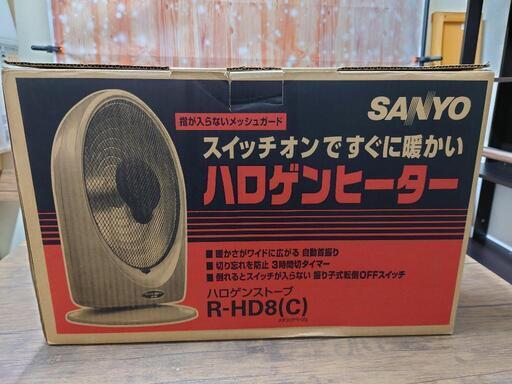 SANYO
指が入らないメッシュガード
スイッチオンですぐに暖かい
ハロゲンヒーター
■ 暖かさがワイドに広がる 自動首振り
■ 切り忘れを防止 3時間切タイマー
■ 倒れるとスイッチが入らない 振り子式転倒OFFスイッチ
ハロゲンストーブ
R-HD8(C)